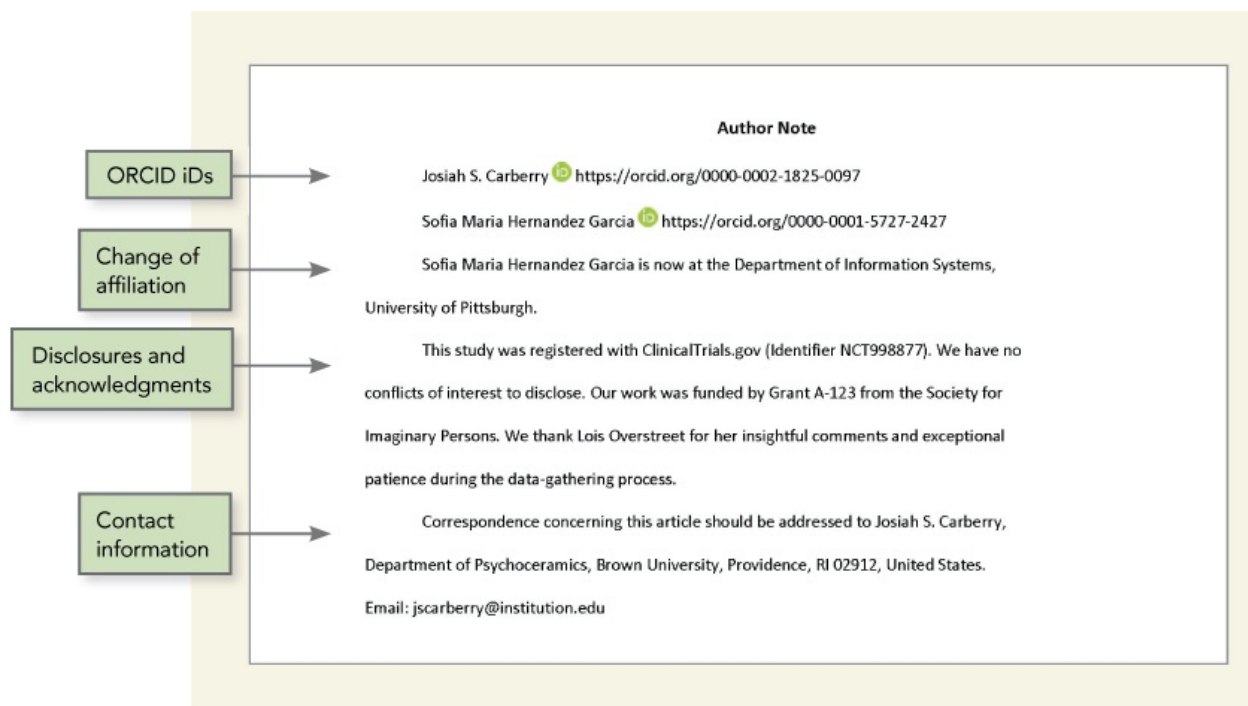 Author Note
ORCID iDs
Josiah S. Carberry iD https://orcid.org/0000-0002-1825-0097
Sofia Maria Hernandez Garcia iD https://orcid.org/0000-0001-5727-2427
Change of
affiliation
Sofia Maria Hernandez Garcia is now at the Department of Information Systems,
University of Pittsburgh.
Disclosures and
acknowledgments
This study was registered with ClinicalTrials.gov (Identifier NCT998877). We have no
conflicts of interest to disclose. Our work was funded by Grant A-123 from the Society for
Imaginary Persons. We thank Lois Overstreet for her insightful comments and exceptional
patience during the data-gathering process.
Contact
information
Correspondence concerning this article should be addressed to Josiah S. Carberry,
Department of Psychoceramics, Brown University, Providence, RI 02912, United States.
Email: jscarberry@institution.edu